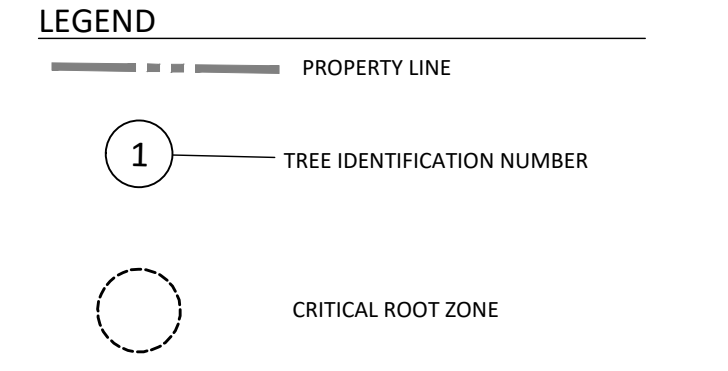 LEGEND
PROPERTY LINE
1
TREE IDENTIFICATION NUMBER
CRITICAL ROOT ZONE